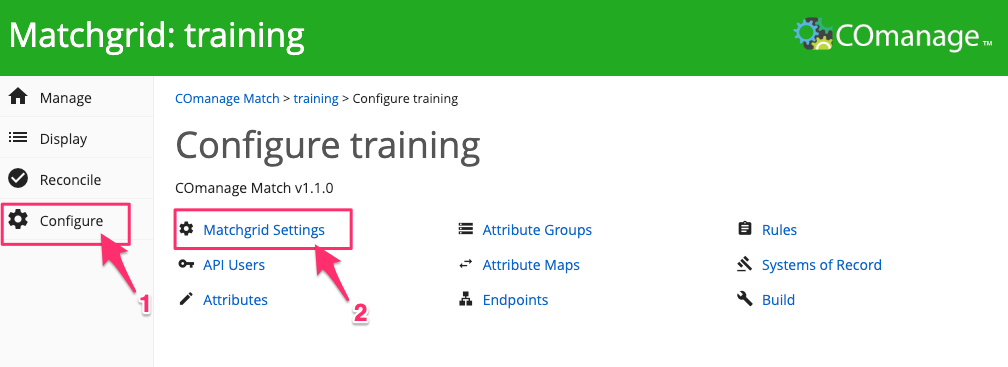 Matchgrid: training
COmanage™
Manage
Display
Reconcile
Configure
1
COmanage Match > training > Configure training
Configure training
COmanage Match v1.1.0
Matchgrid Settings
Attribute Groups
Rules
API Users
Attribute Maps
Systems of Record
Attributes
Endpoints
Build
2